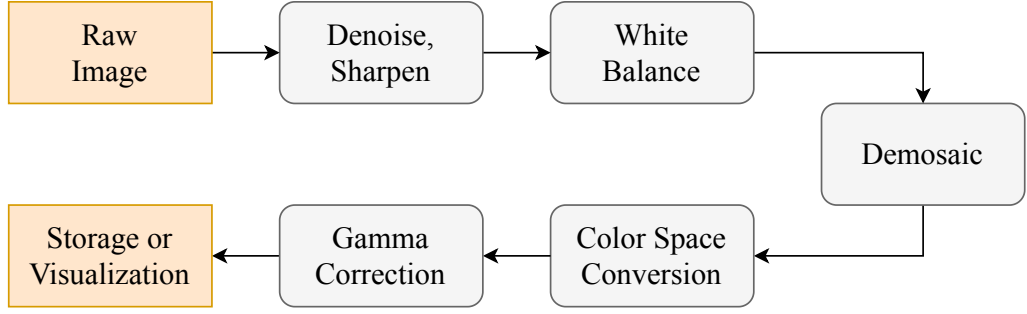 Raw
Image
Denoise,
Sharpen
White
Balance
Demosaic
Color Space
Conversion
Gamma
Correction
Storage or
Visualization